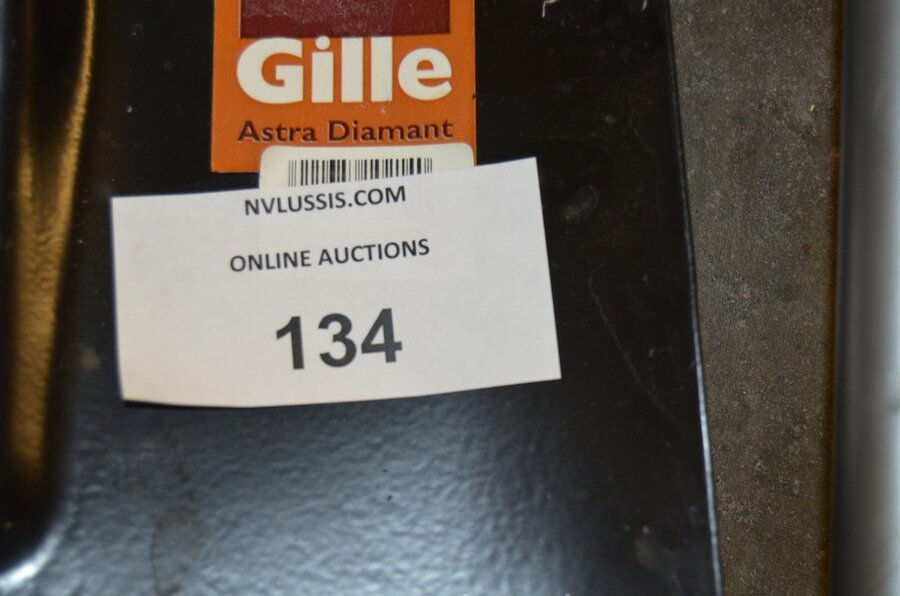 Gille
Astra Diamant
NVLUSSIS.COM
ONLINE AUCTIONS
134